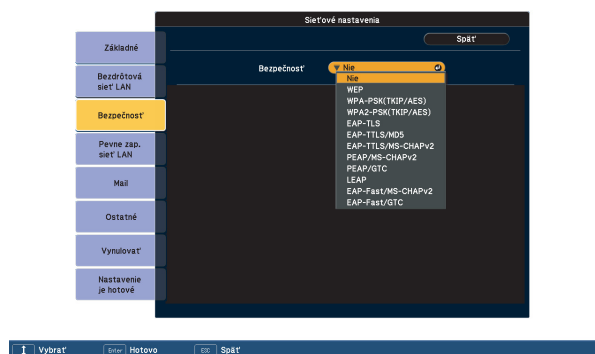 Sieťové nastavenia
Späť
Základné
Bezdrôtová
sieť LAN
Bezpečnosť
Pevne zap.
sieť LAN
Mail
Ostatné
Vynulovať
Nastavenie
je hotové
Bezpečnosť
Nie
Nie
WEP
WPA-PSK(TKIP/AES)
WPA2-PSK(TKIP/AES)
EAP-TLS
EAP-TTLS/MD5
EAP-TTLS/MS-CHAPv2
PEAP/MS-CHAPv2
PEAP/GTC
LEAP
EAP-Fast/MS-CHAPv2
EAP-Fast/GTC
Vybrať Enter Hotovo ESC Späť